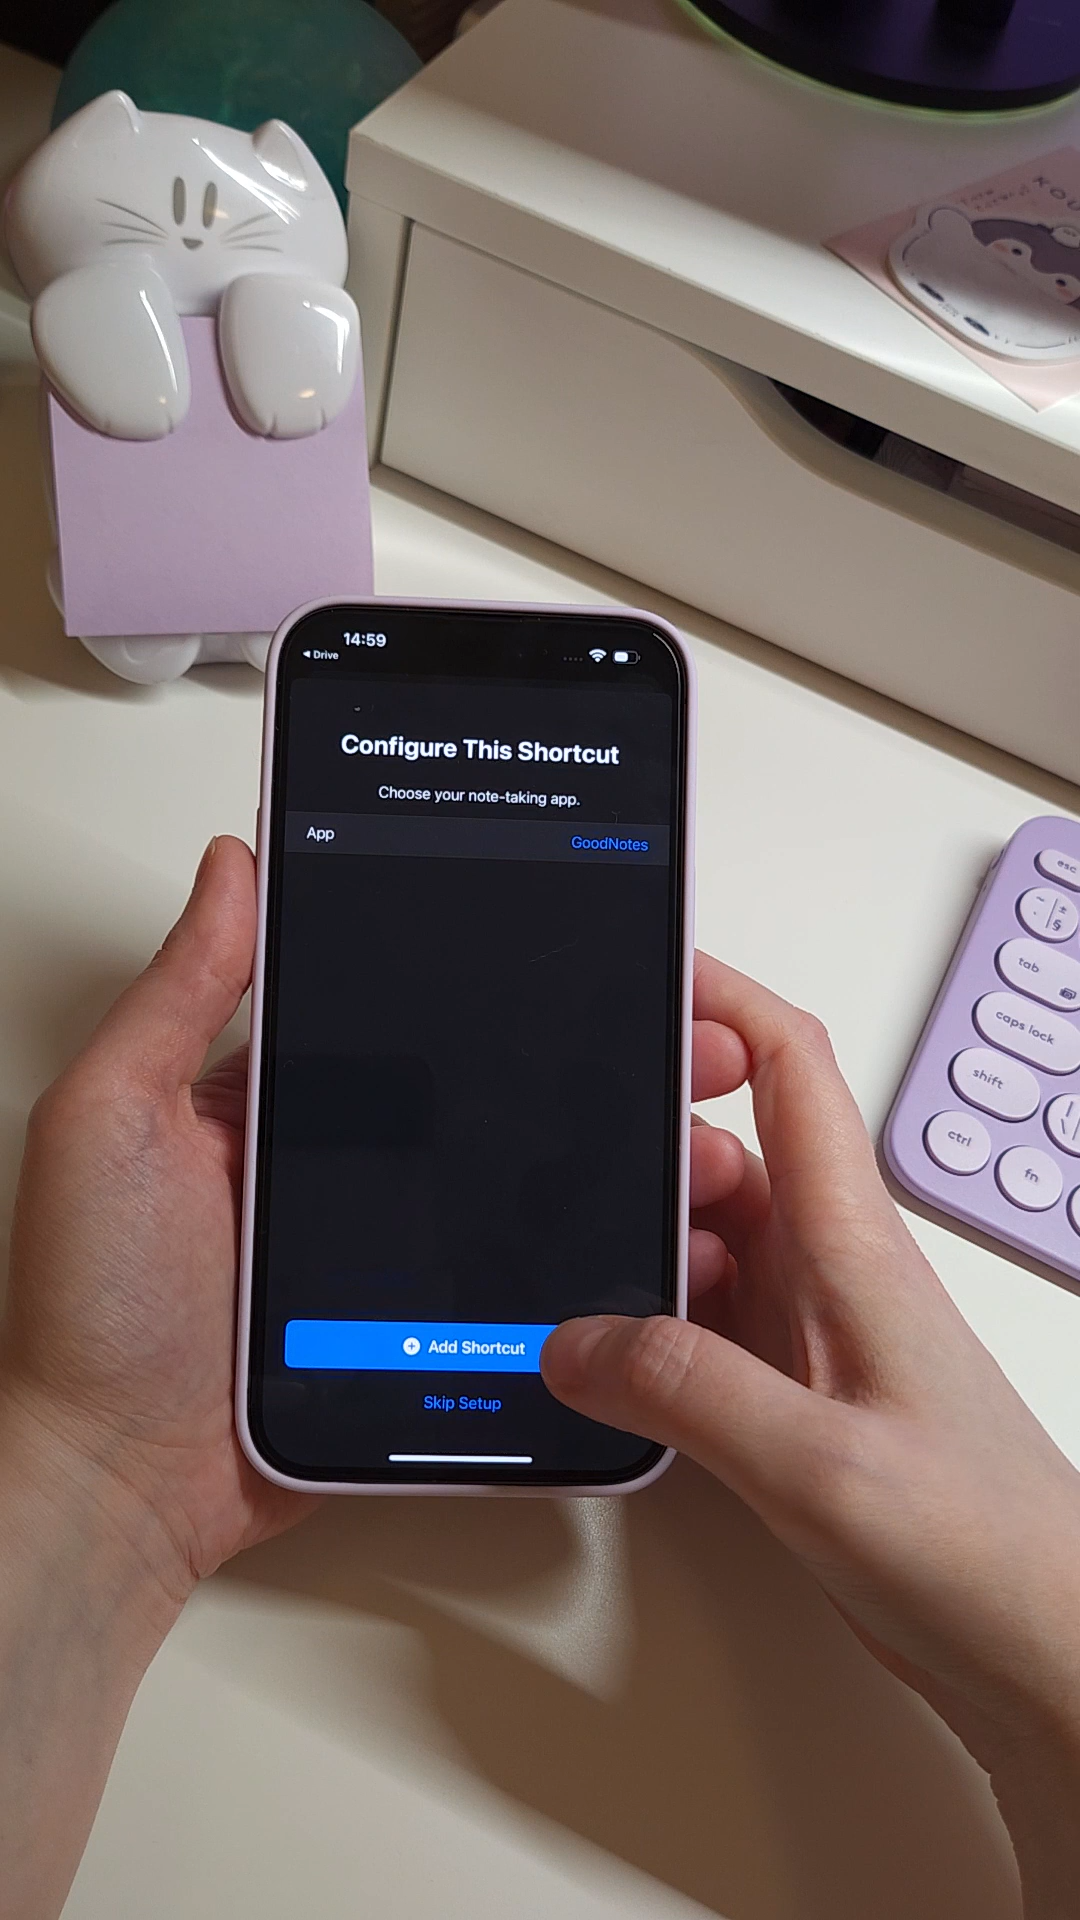 KOU
14:59
Drive
Configure This Shortcut
Choose your note-taking app.
App
GoodNotes
Add Shortcut
Skip Setup
esc
~ ` ± §
tab
caps lock
shift
| \
ctrl
fn